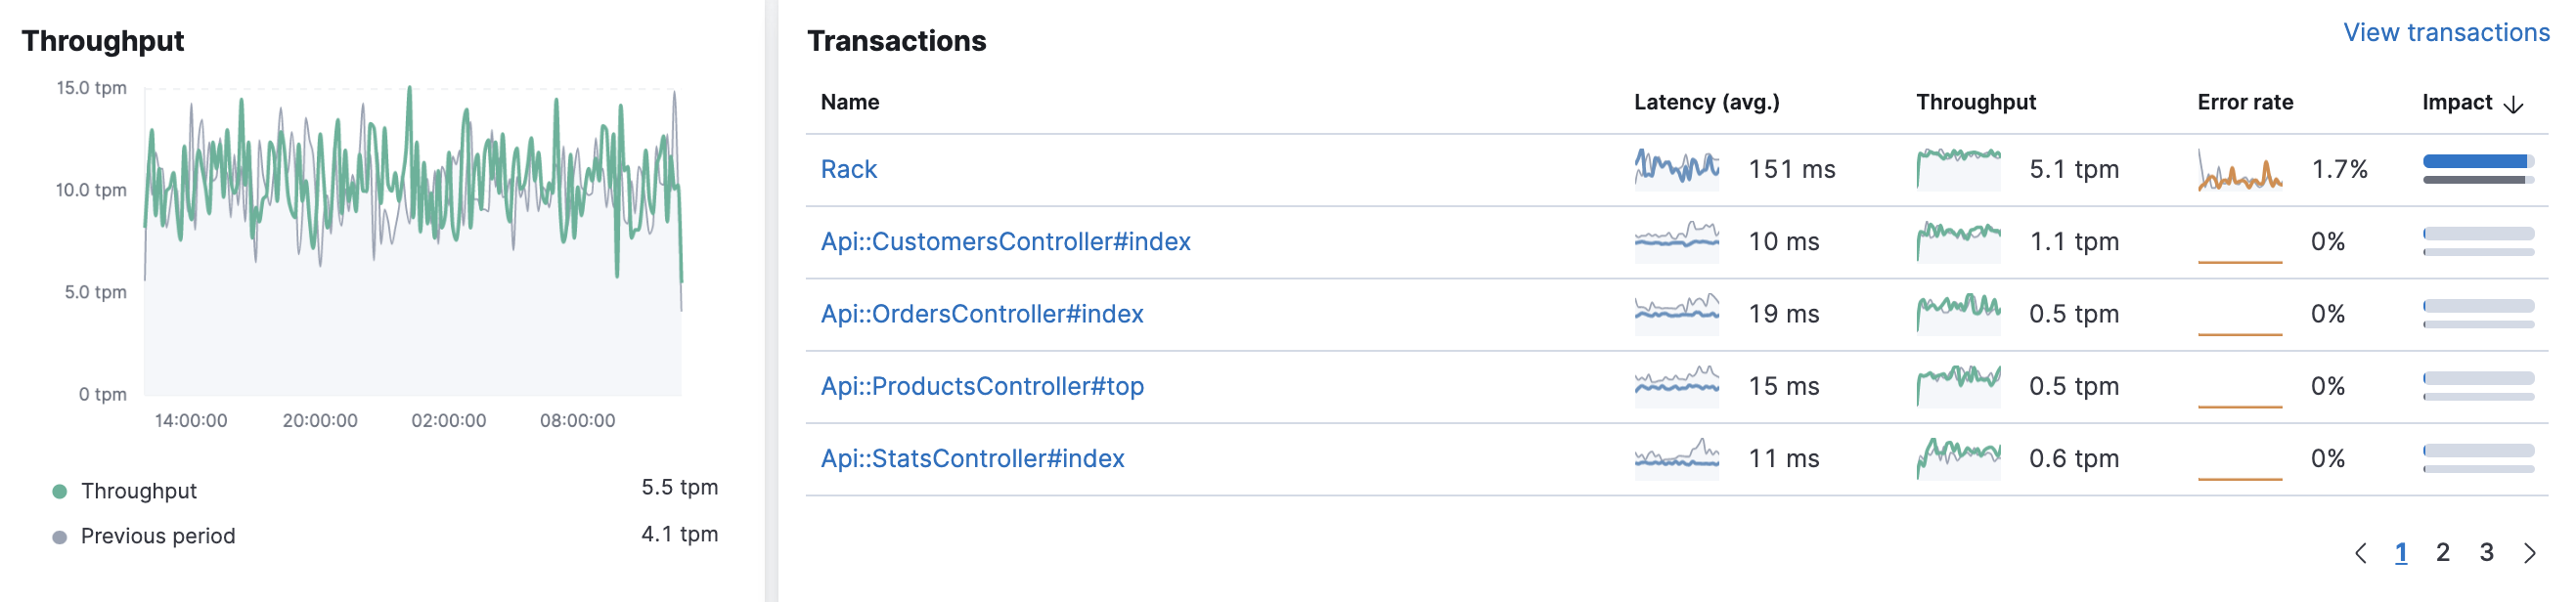 Throughput
15.0 tpm
10.0 tpm
5.0 tpm
0 tpm
14:00:00 20:00:00 02:00:00 08:00:00
Throughput 5.5 tpm
Previous period 4.1 tpm
Transactions View transactions
Name Latency (avg.) Throughput Error rate Impact
Rack 151 ms 5.1 tpm 1.7%
Api::CustomersController#index 10 ms 1.1 tpm 0%
Api::OrdersController#index 19 ms 0.5 tpm 0%
Api::ProductsController#top 15 ms 0.5 tpm 0%
Api::StatsController#index 11 ms 0.6 tpm 0%
1 2 3